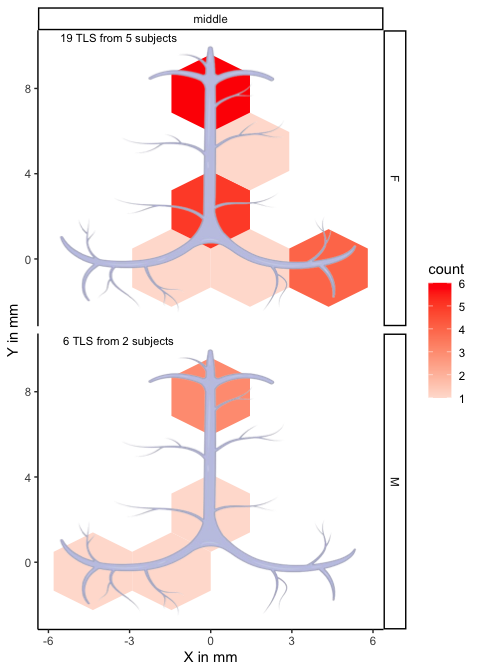 middle
19 TLS from 5 subjects
8
4
0
F
6 TLS from 2 subjects
8
4
0
M
-6 -3 0 3 6
X in mm
Y in mm
count
6
5
4
3
2
1